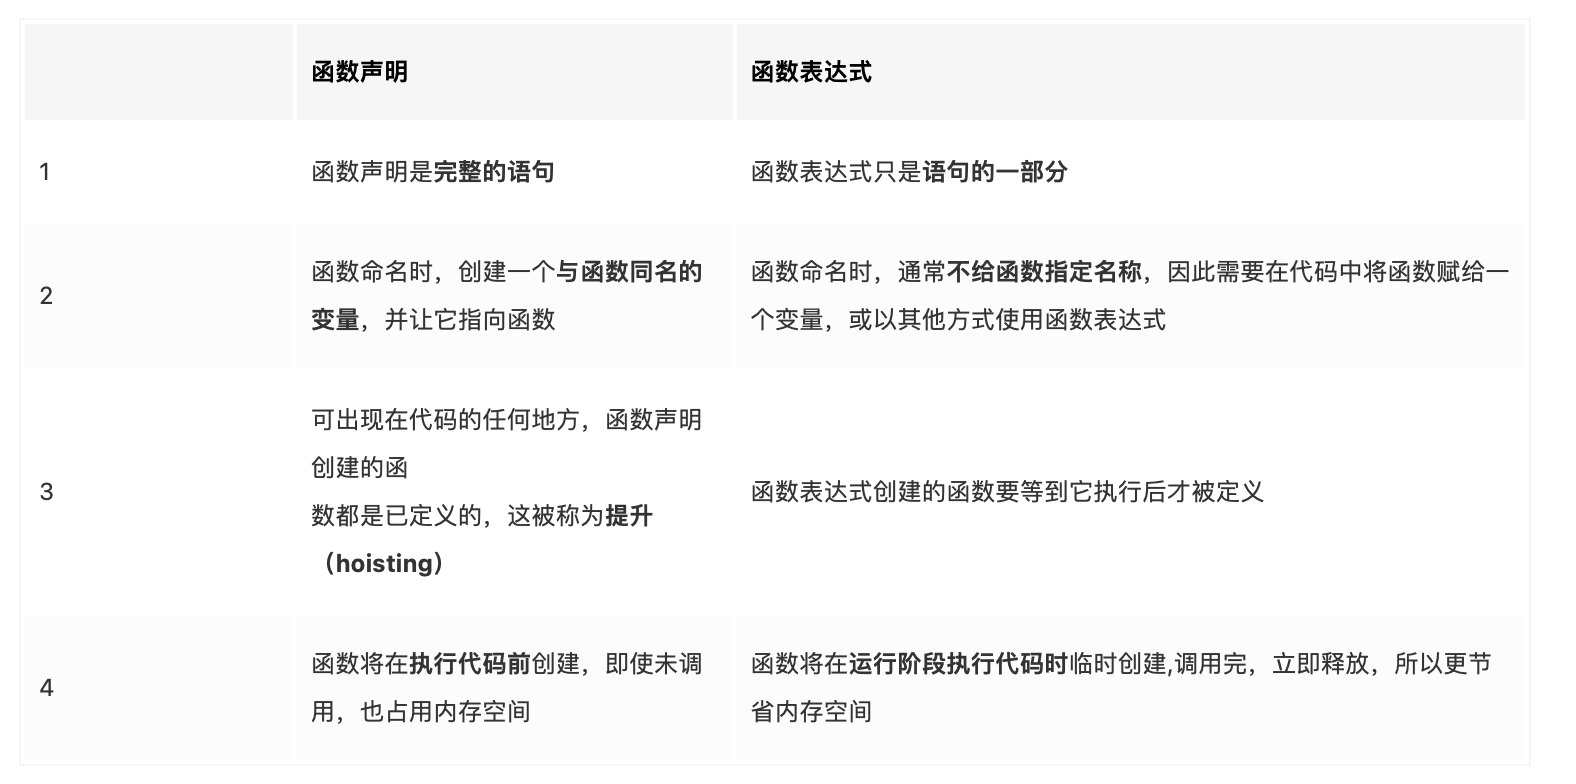 函数声明
函数表达式
1
函数声明是完整的语句
函数表达式只是语句的一部分
2
函数命名时，创建一个与函数同名的
变量，并让它指向函数
函数命名时，通常不给函数指定名称，因此需要在代码中将函数赋给一
个变量，或以其他方式使用函数表达式
3
可出现在代码的任何地方，函数声明
创建的函
数都是已定义的，这被称为提升
（hoisting）
函数表达式创建的函数要等到它执行后才被定义
4
函数将在执行代码前创建，即使未调
用，也占用内存空间
函数将在运行阶段执行代码时临时创建,调用完，立即释放，所以更节
省内存空间